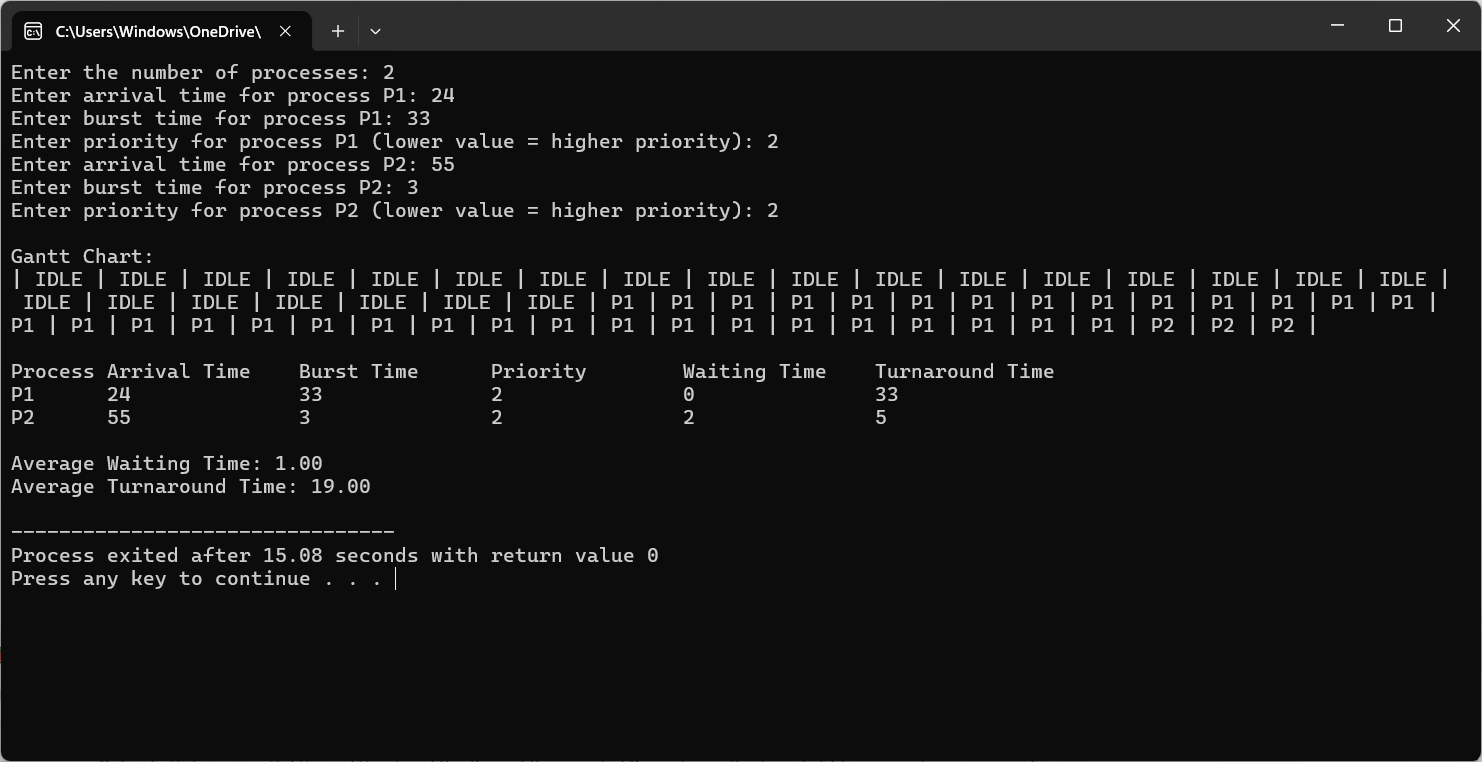 C:\Users\Windows\OneDrive\
Enter the number of processes: 2
Enter arrival time for process P1: 24
Enter burst time for process P1: 33
Enter priority for process P1 (lower value = higher priority): 2
Enter arrival time for process P2: 55
Enter burst time for process P2: 3
Enter priority for process P2 (lower value = higher priority): 2
Gantt Chart:
| IDLE | IDLE | IDLE | IDLE | IDLE | IDLE | IDLE | IDLE | IDLE | IDLE | IDLE | IDLE | IDLE | IDLE | IDLE | IDLE | IDLE |
IDLE | IDLE | IDLE | IDLE | IDLE | IDLE | IDLE | P1 | P1 | P1 | P1 | P1 | P1 | P1 | P1 | P1 | P1 | P1 | P1 | P1 | P1 |
P1 | P1 | P1 | P1 | P1 | P1 | P1 | P1 | P1 | P1 | P1 | P1 | P1 | P1 | P1 | P1 | P1 | P1 | P1 | P2 | P2 | P2 |
Process Arrival Time    Burst Time      Priority        Waiting Time    Turnaround Time
P1      24              33              2               0               33
P2      55              3               2               2               5
Average Waiting Time: 1.00
Average Turnaround Time: 19.00
--------------------------------
Process exited after 15.08 seconds with return value 0
Press any key to continue . . .